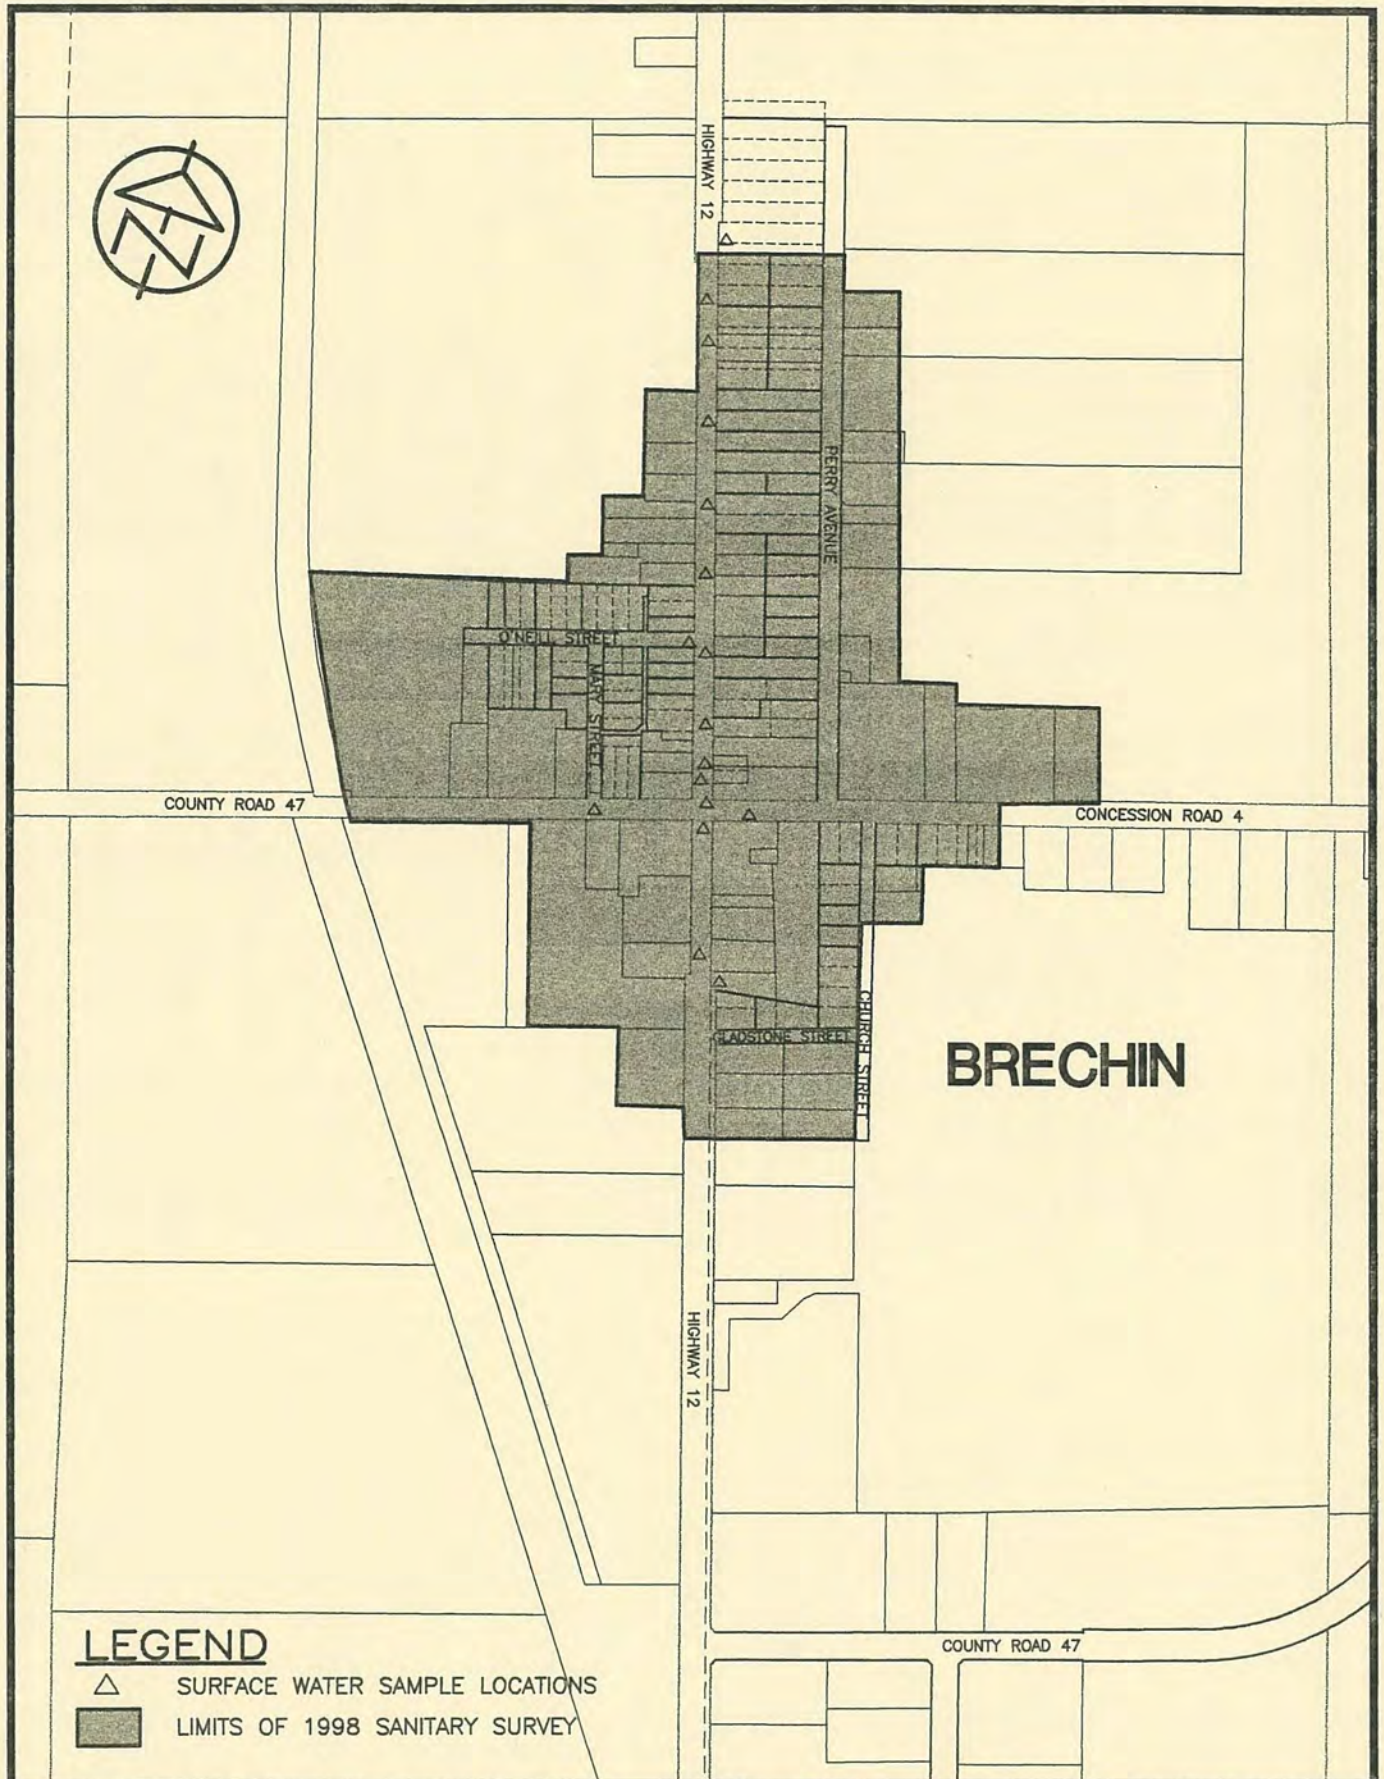 HIGHWAY 12
PERRY AVENUE
O'NEILL STREET
MARY STREET
COUNTY ROAD 47
CONCESSION ROAD 4
CHURCH STREET
GLADSTONE STREET
BRECHIN
HIGHWAY 12
COUNTY ROAD 47
LEGEND
SURFACE WATER SAMPLE LOCATIONS
LIMITS OF 1998 SANITARY SURVEY